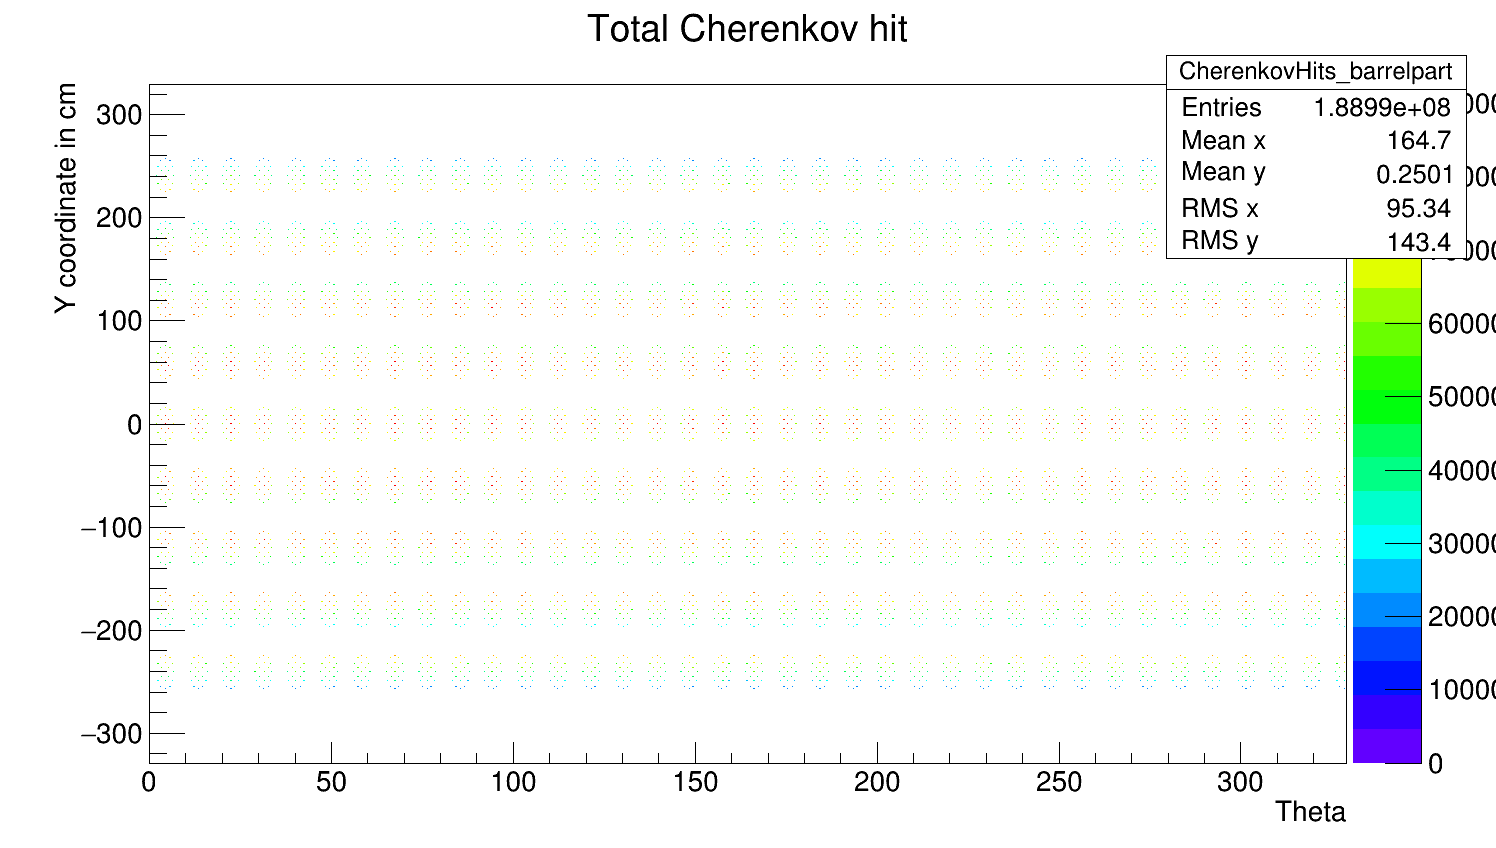 Total Cherenkov hit
CherenkovHits_barrelpart
Entries 1.8899e+08
Mean x 164.7
Mean y 0.2501
RMS x 95.34
RMS y 143.4
Y coordinate in cm
300
200
100
0
−100
−200
−300
0 50 100 150 200 250 300
Theta
60000
50000
40000
30000
20000
10000
0